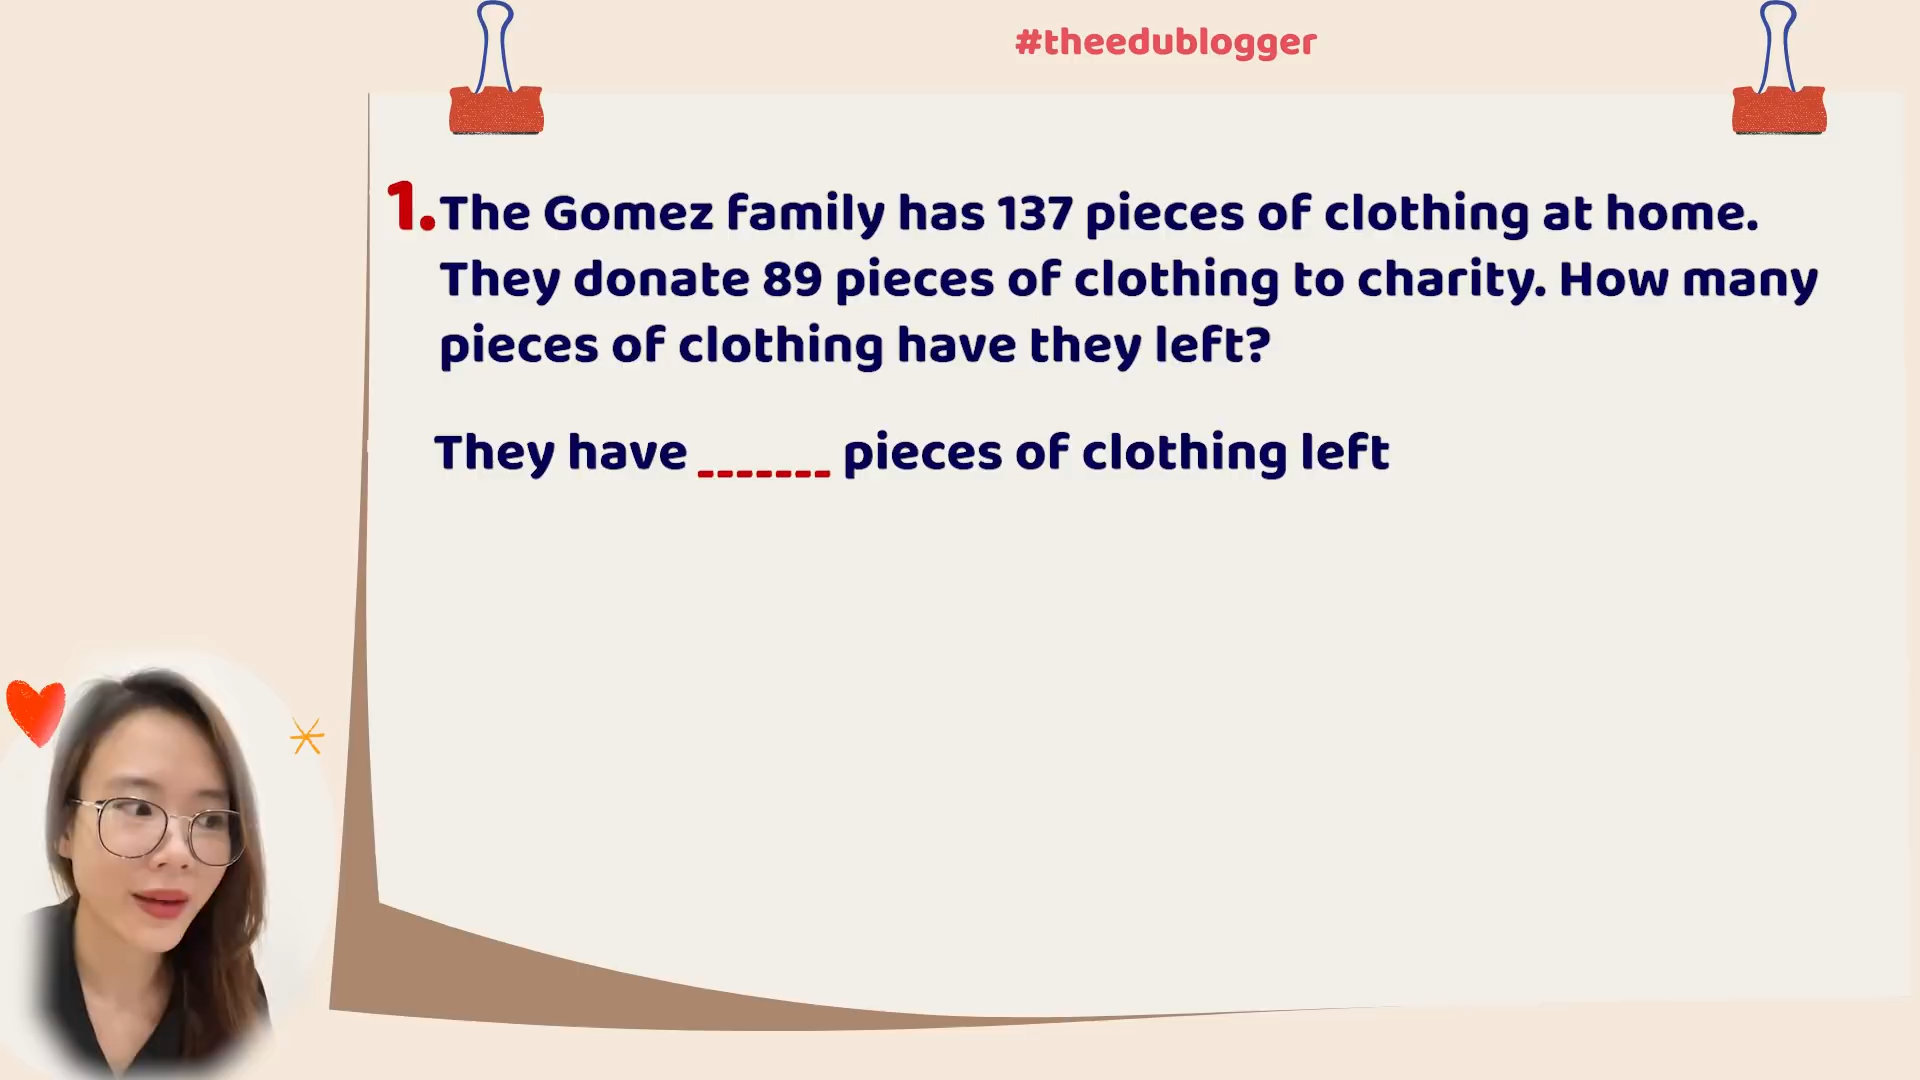 #theedublogger
1. The Gomez family has 137 pieces of clothing at home.
They donate 89 pieces of clothing to charity. How many
pieces of clothing have they left?
They have _______ pieces of clothing left